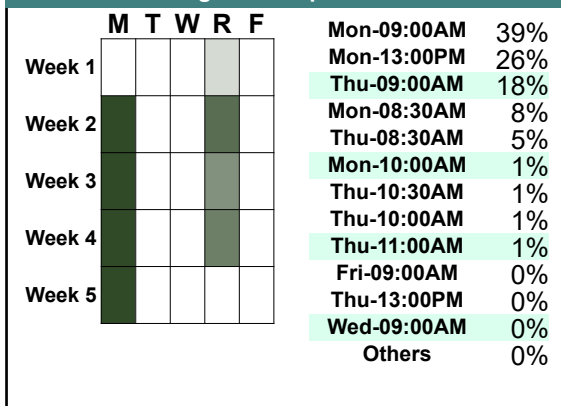 M T W R F
Week 1
Week 2
Week 3
Week 4
Week 5
Mon-09:00AM 39%
Mon-13:00PM 26%
Thu-09:00AM 18%
Mon-08:30AM 8%
Thu-08:30AM 5%
Mon-10:00AM 1%
Thu-10:30AM 1%
Thu-10:00AM 1%
Thu-11:00AM 1%
Fri-09:00AM 0%
Thu-13:00PM 0%
Wed-09:00AM 0%
Others 0%